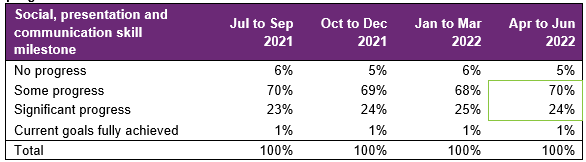 Social, presentation and communication skill milestone Jul to Sep 2021 Oct to Dec 2021 Jan to Mar 2022 Apr to Jun 2022
No progress 6% 5% 6% 5%
Some progress 70% 69% 68% 70%
Significant progress 23% 24% 25% 24%
Current goals fully achieved 1% 1% 1% 1%
Total 100% 100% 100% 100%